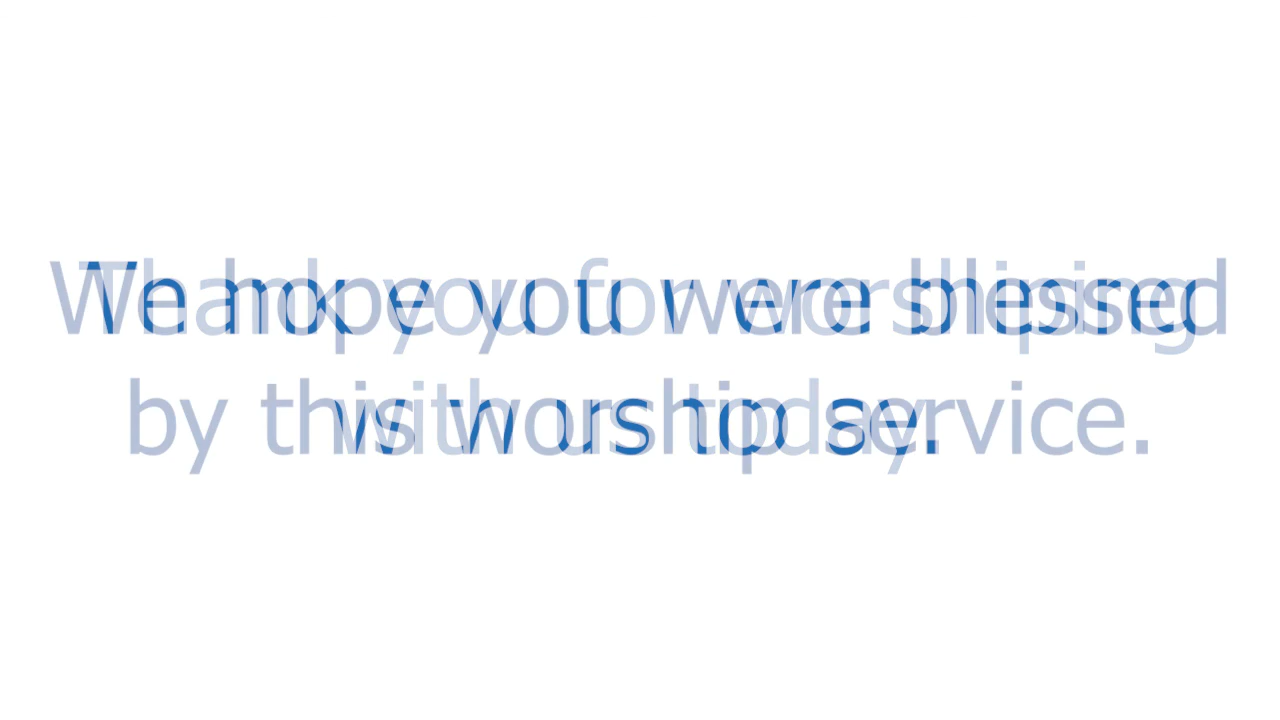 Thank you for worshiping
with us today.
We hope you were blessed
by this worship service.